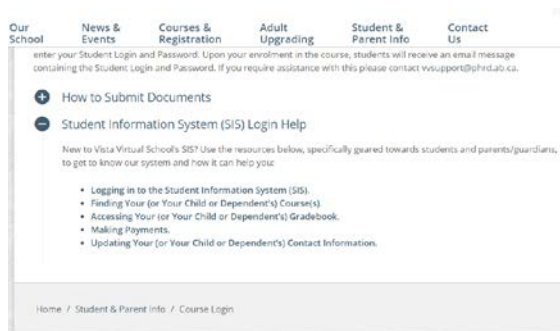 Our School
News & Events
Courses & Registration
Adult Upgrading
Student & Parent Info
Contact Us
enter your Student Login and Password. Upon your enrolment in the course, students will receive an email message
containing the Student Login and Password. If you require assistance with this please contact vvsupport@phrd.ab.ca.
How to Submit Documents
Student Information System (SIS) Login Help
New to Vista Virtual School's SIS? Use the resources below, specifically geared towards students and parents/guardians,
to get to know our system and how it can help you:
• Logging in to the Student Information System (SIS).
• Finding Your (or Your Child or Dependent's) Course(s).
• Accessing Your (or Your Child or Dependent's) Gradebook.
• Making Payments.
• Updating Your (or Your Child or Dependent's) Contact Information.
Home / Student & Parent Info / Course Login